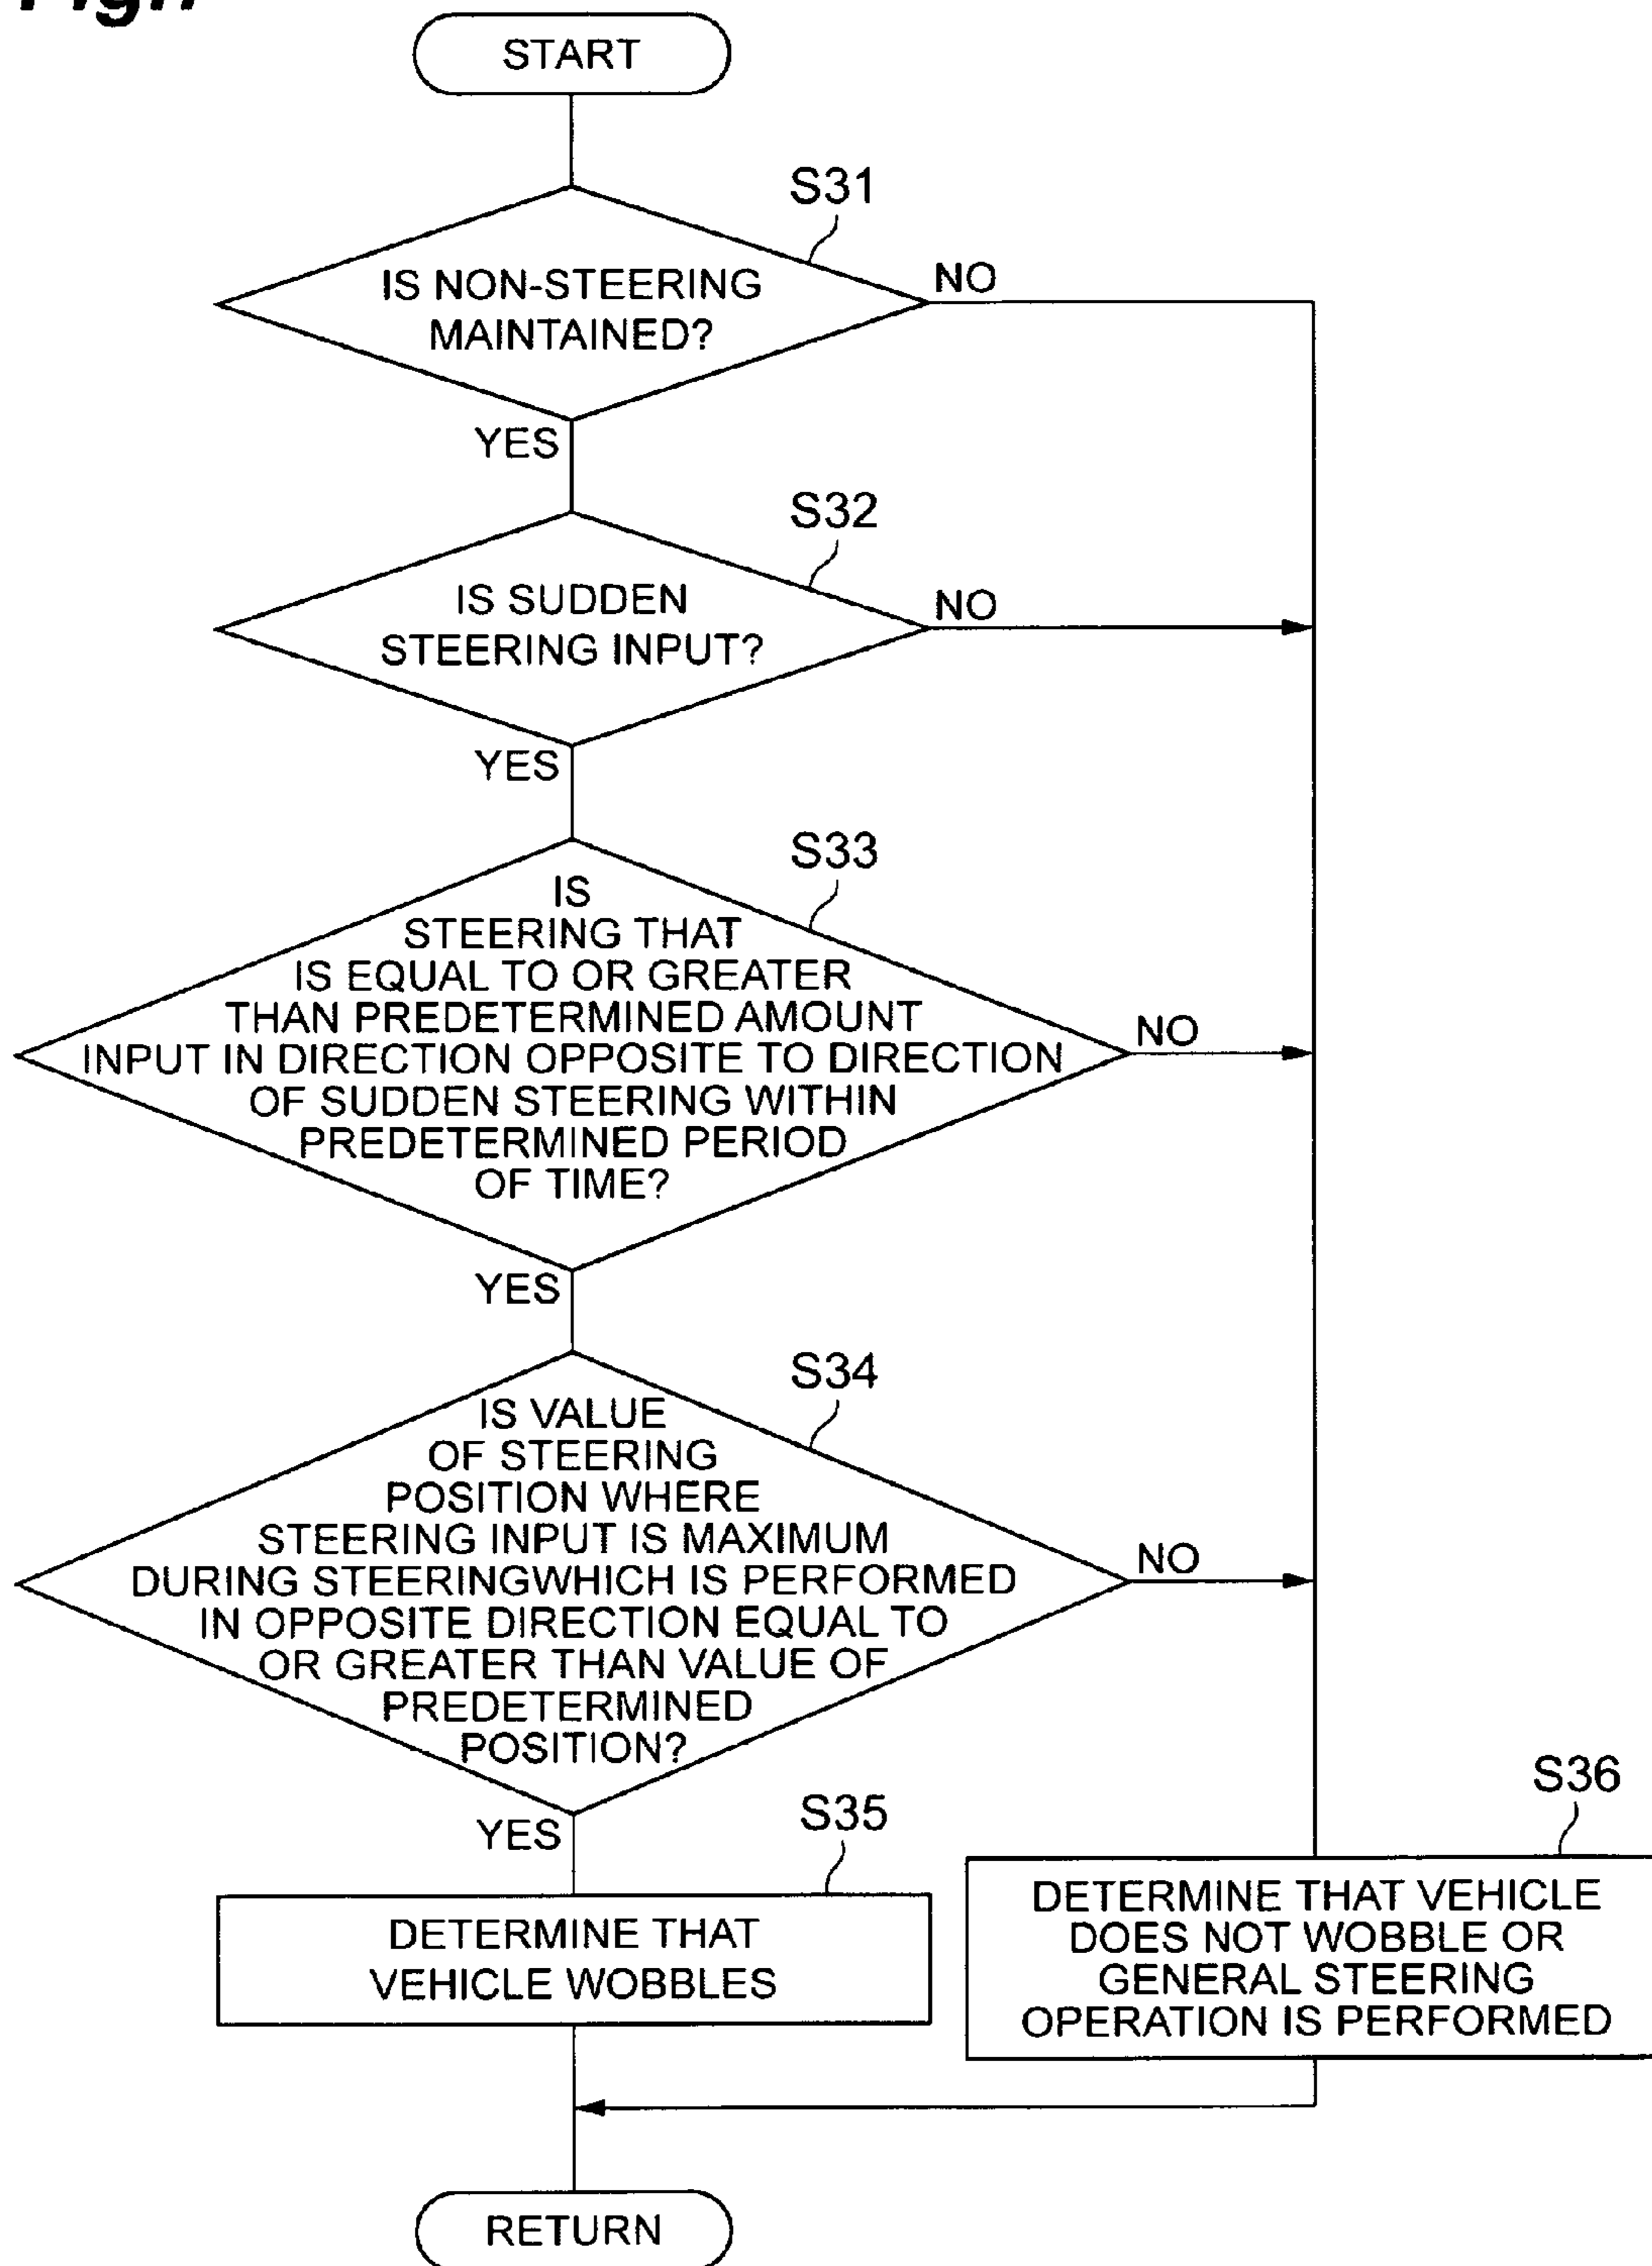 START
S31
IS NON-STEERING
MAINTAINED?
NO
YES
S32
IS SUDDEN
STEERING INPUT?
NO
YES
S33
IS
STEERING THAT
IS EQUAL TO OR GREATER
THAN PREDETERMINED AMOUNT
INPUT IN DIRECTION OPPOSITE TO DIRECTION
OF SUDDEN STEERING WITHIN
PREDETERMINED PERIOD
OF TIME?
NO
YES
S34
IS VALUE
OF STEERING
POSITION WHERE
STEERING INPUT IS MAXIMUM
DURING STEERINGWHICH IS PERFORMED
IN OPPOSITE DIRECTION EQUAL TO
OR GREATER THAN VALUE OF
PREDETERMINED
POSITION?
NO
YES
S35
DETERMINE THAT
VEHICLE WOBBLES
S36
DETERMINE THAT VEHICLE
DOES NOT WOBBLE OR
GENERAL STEERING
OPERATION IS PERFORMED
RETURN